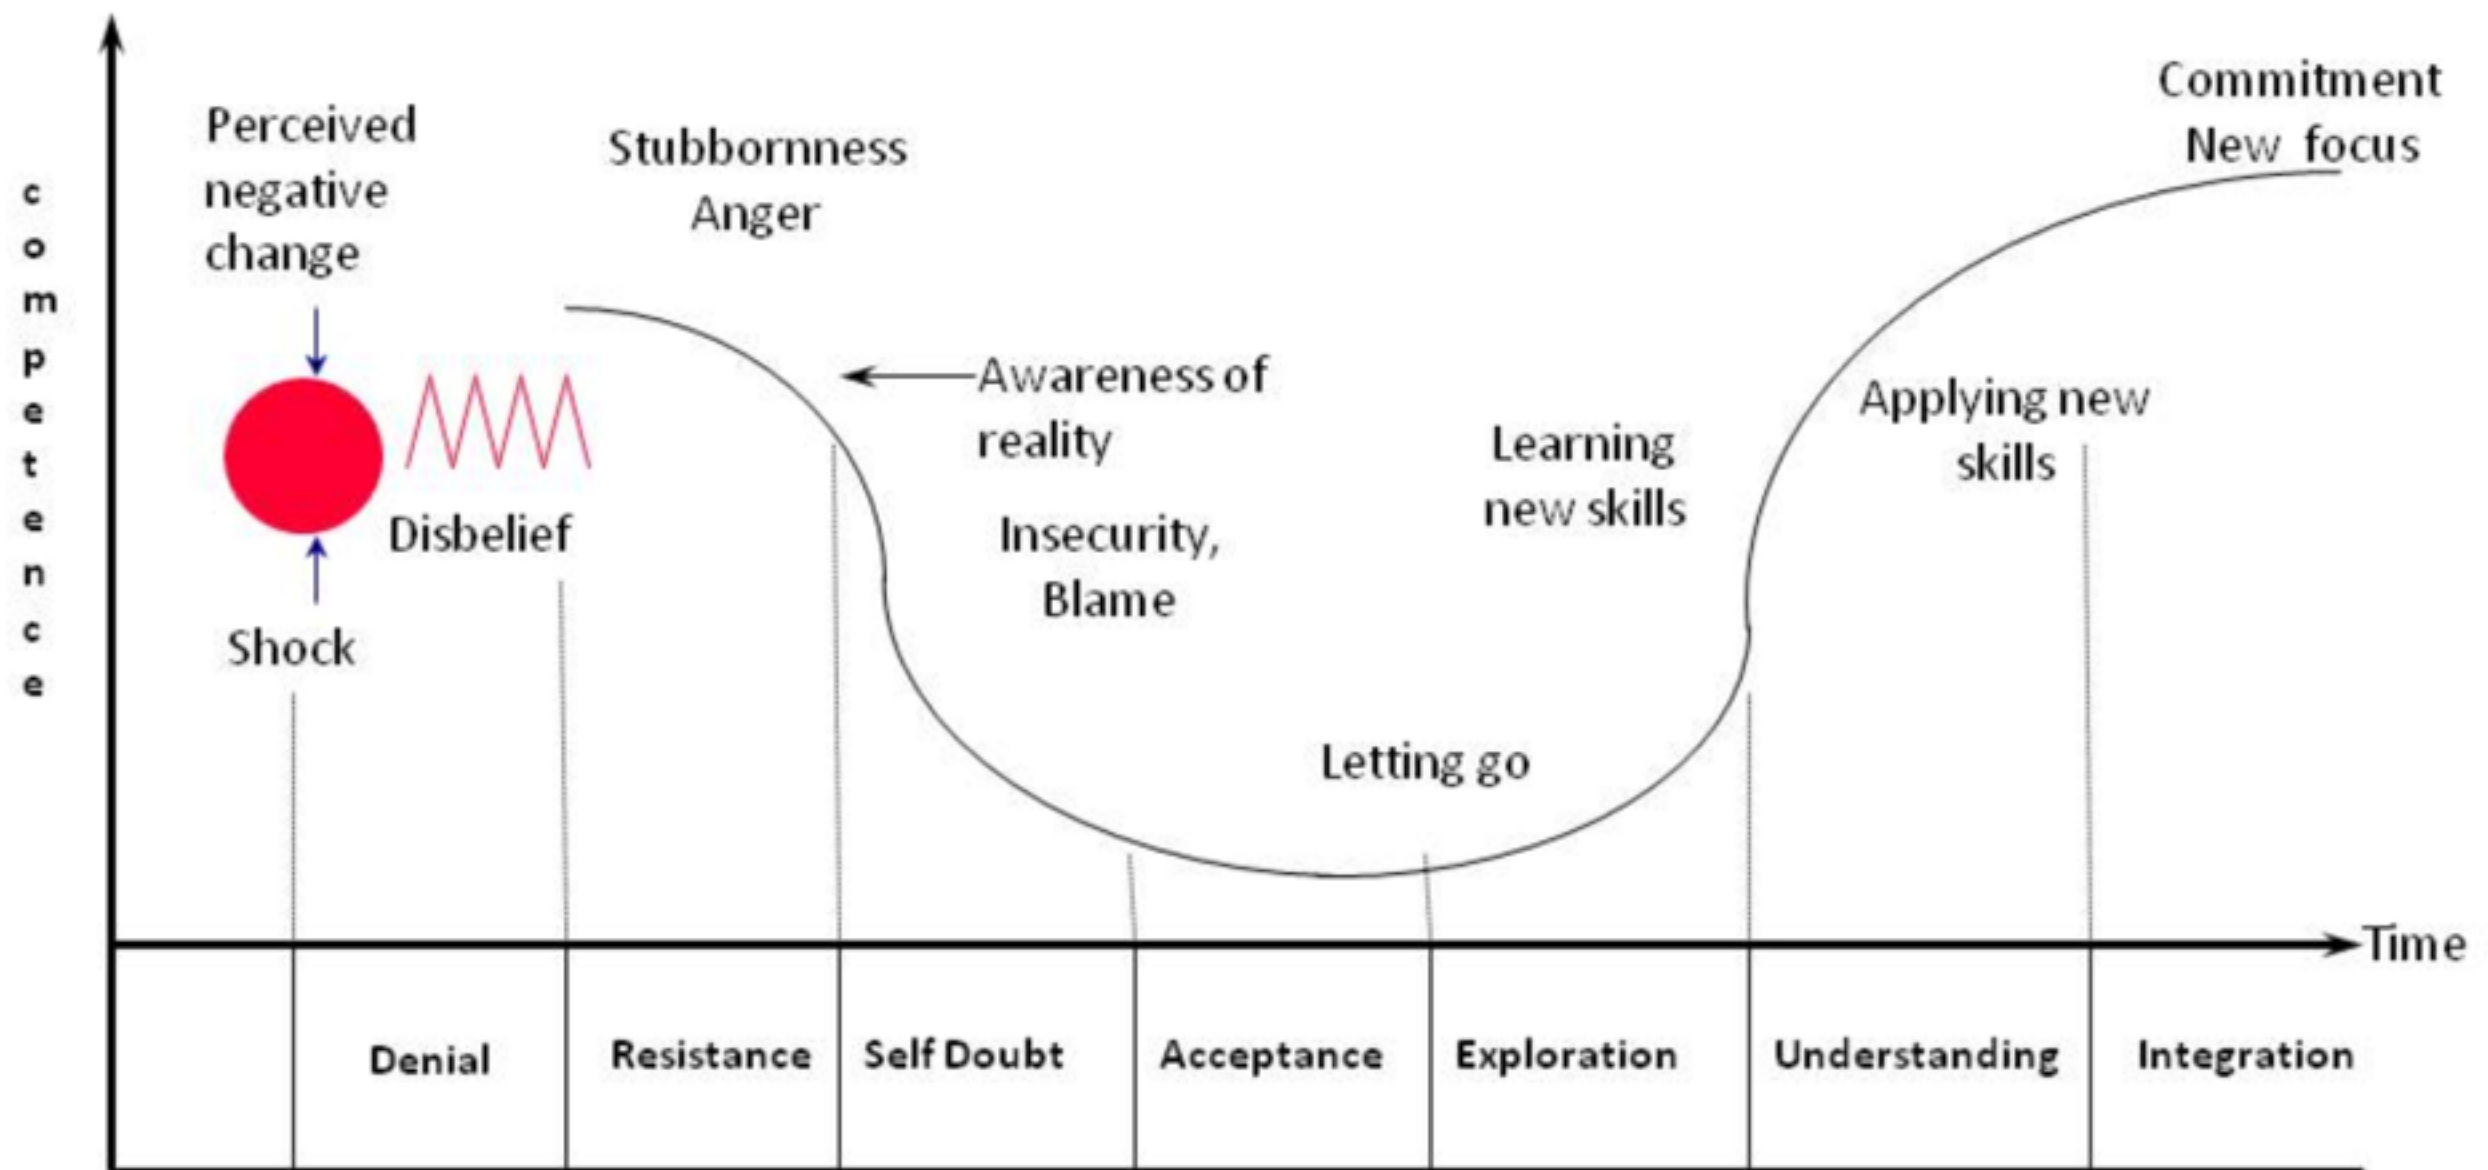 competence
Perceived
negative
change
Shock
Disbelief
Stubbornness
Anger
Awareness of
reality
Insecurity,
Blame
Letting go
Learning
new skills
Applying new
skills
Commitment
New focus
Time
Denial
Resistance
Self Doubt
Acceptance
Exploration
Understanding
Integration